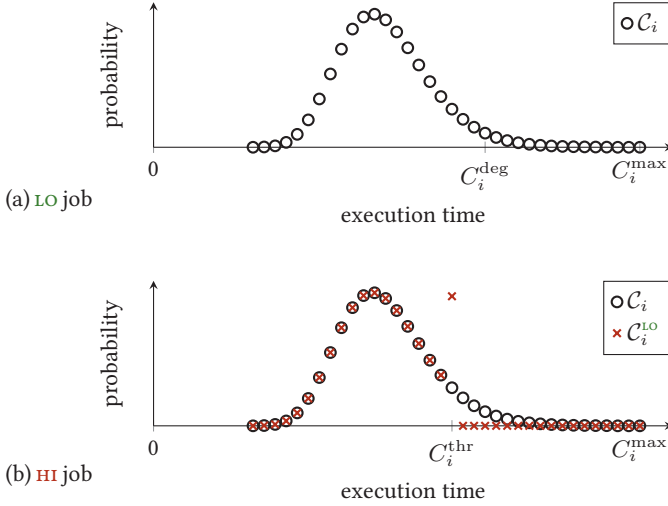 probability
𝒞ᵢ
0
Cᵢ^deg
Cᵢ^max
(a) LO job
execution time
probability
𝒞ᵢ
𝒞ᵢ^LO
0
Cᵢ^thr
Cᵢ^max
(b) HI job
execution time